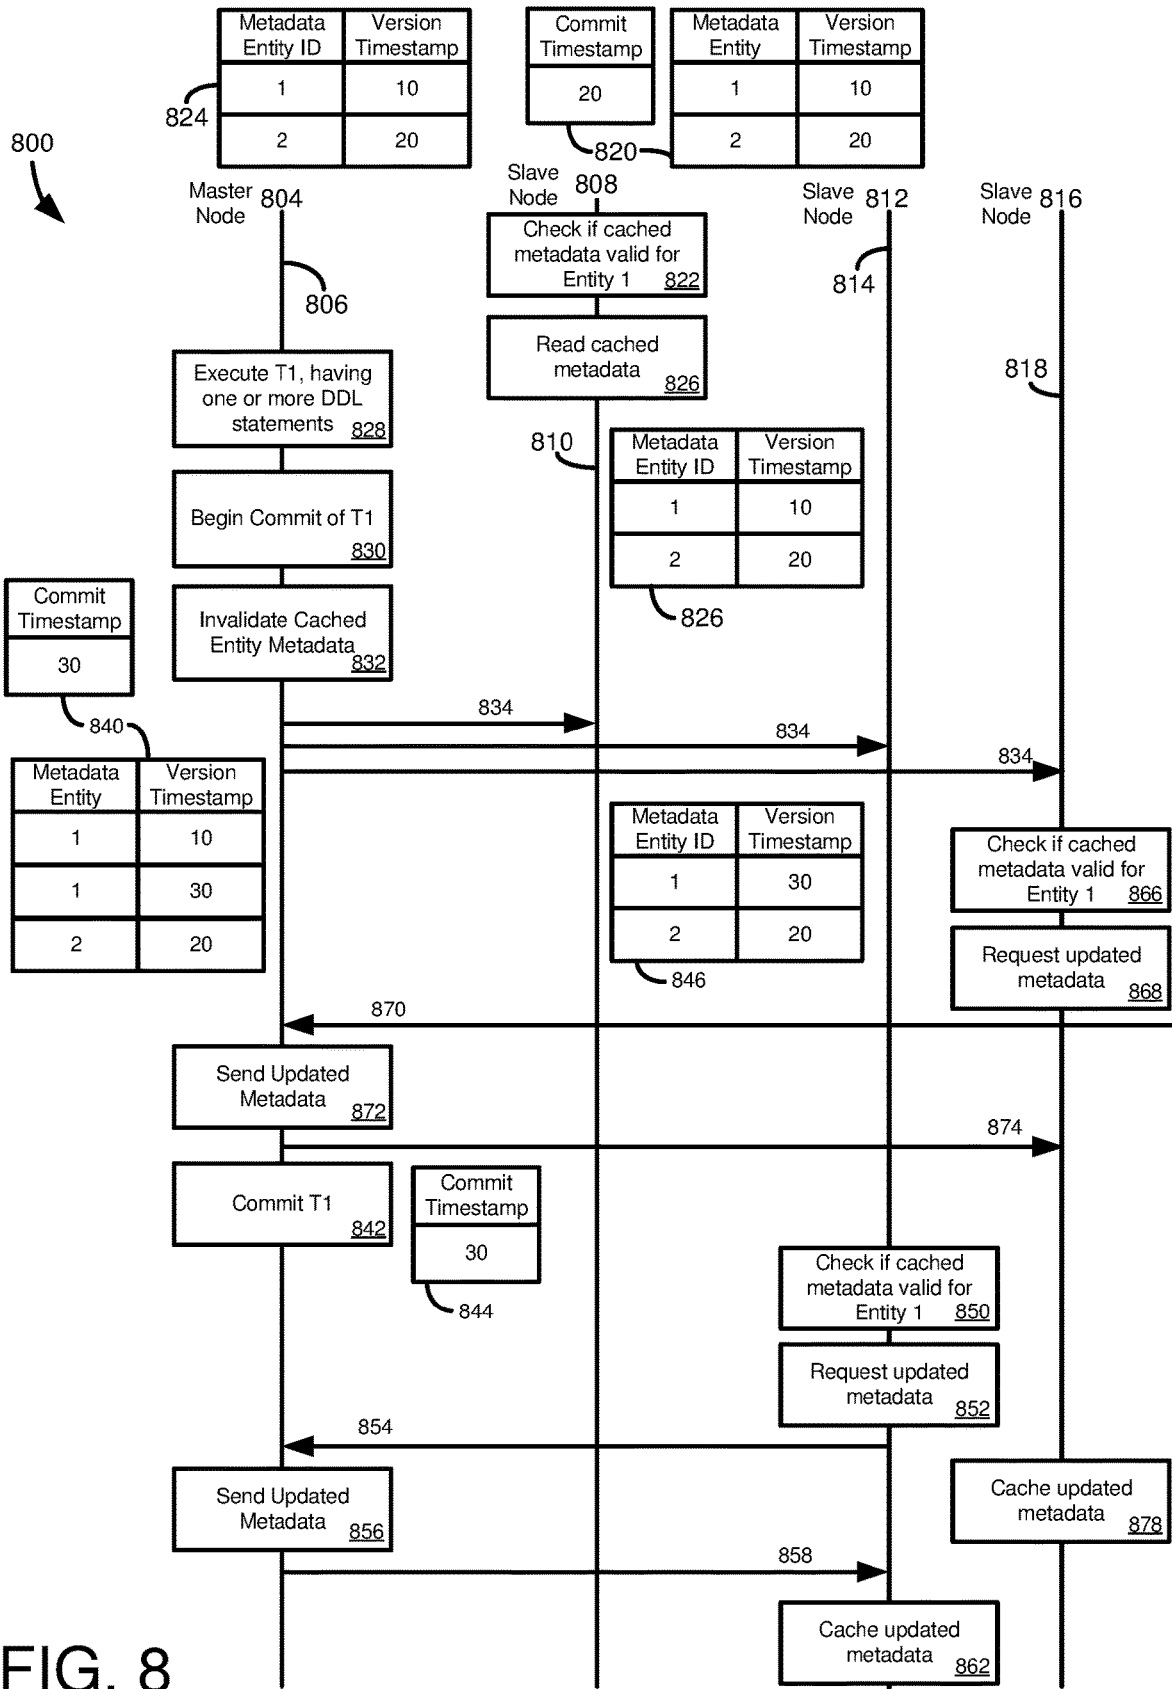 Metadata Entity ID
Version Timestamp
1
10
2
20
824
Commit Timestamp
20
820
Metadata Entity
Version Timestamp
1
10
2
20
800
Master Node 804
Slave Node 808
Slave Node 812
Slave Node 816
806
814
818
Check if cached
metadata valid for
Entity 1 822
Read cached
metadata 826
Execute T1, having
one or more DDL
statements 828
810
Metadata Entity ID
Version Timestamp
1
10
2
20
826
Begin Commit of T1
830
Commit Timestamp
30
840
Invalidate Cached
Entity Metadata 832
834
834
834
Metadata Entity
Version Timestamp
1
10
1
30
2
20
Metadata Entity ID
Version Timestamp
1
30
2
20
846
Check if cached
metadata valid for
Entity 1 866
Request updated
metadata 868
870
Send Updated
Metadata 872
874
Commit T1
842
Commit Timestamp
30
844
Check if cached
metadata valid for
Entity 1 850
Request updated
metadata 852
854
Send Updated
Metadata 856
Cache updated
metadata 878
858
Cache updated
metadata 862
FIG. 8